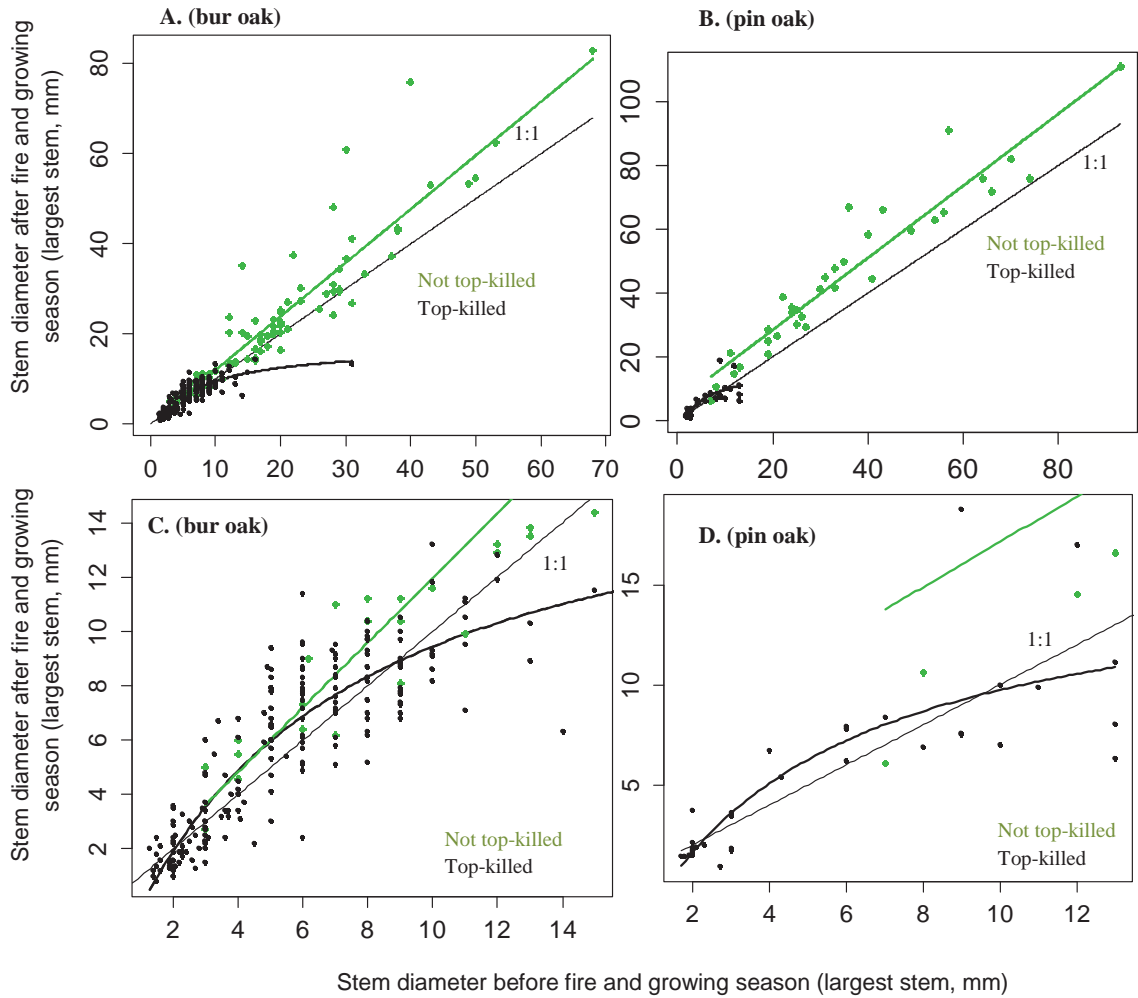 A. (bur oak)
B. (pin oak)
Stem diameter after fire and growing
season (largest stem, mm)
80
60
40
20
0
1:1
Not top-killed
Top-killed
0 10 20 30 40 50 60 70
100
80
60
40
20
0
1:1
Not top-killed
Top-killed
0 20 40 60 80
Stem diameter after fire and growing
season (largest stem, mm)
C. (bur oak)
14
12
10
8
6
4
2
1:1
Not top-killed
Top-killed
2 4 6 8 10 12 14
D. (pin oak)
15
10
5
1:1
Not top-killed
Top-killed
2 4 6 8 10 12
Stem diameter before fire and growing season (largest stem, mm)